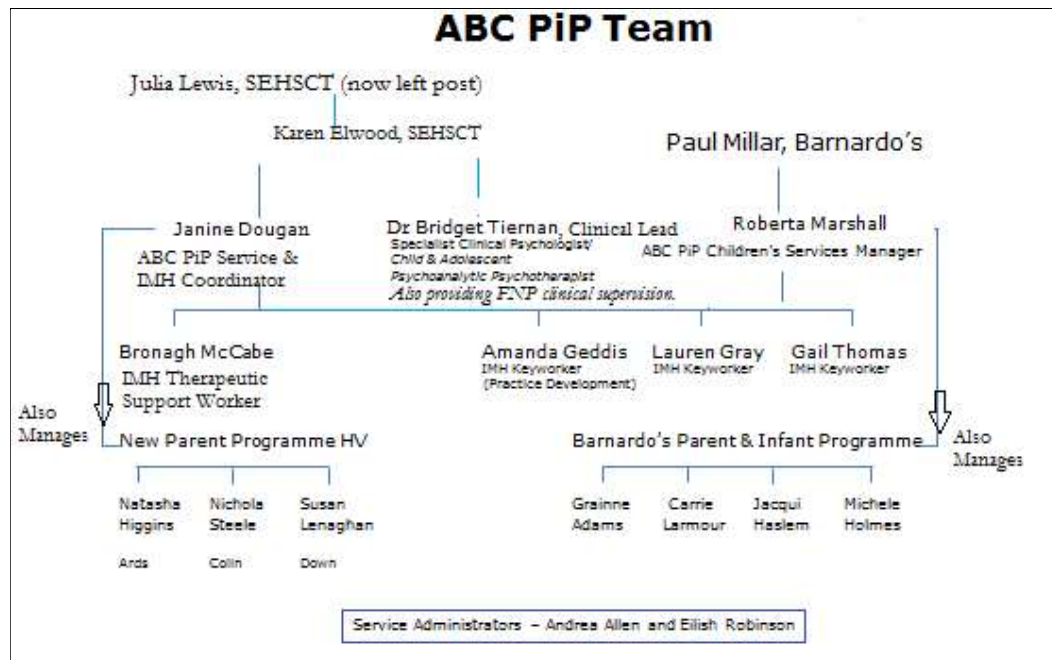 ABC PiP Team
Julia Lewis, SEHSCT (now left post)
Karen Elwood, SEHSCT
Paul Millar, Barnardo's
Janine Dougan
ABC PiP Service &
IMH Coordinator
Dr Bridget Tiernan, Clinical Lead
Specialist Clinical Psychologist/
Child & Adolescent
Psychoanalytic Psychotherapist
Also providing FNP clinical supervision.
Roberta Marshall
ABC PiP Children's Services Manager
Bronagh McCabe
IMH Therapeutic
Support Worker
Amanda Geddis
IMH Keyworker
(Practice Development)
Lauren Gray
IMH Keyworker
Gail Thomas
IMH Keyworker
Also
Manages
New Parent Programme HV
Barnardo's Parent & Infant Programme
Also
Manages
Natasha
Higgins
Ards
Nichola
Steele
Colin
Susan
Lenaghan
Down
Grainne
Adams
Carrie
Larmour
Jacqui
Haslem
Michele
Holmes
Service Administrators – Andrea Allen and Eilish Robinson